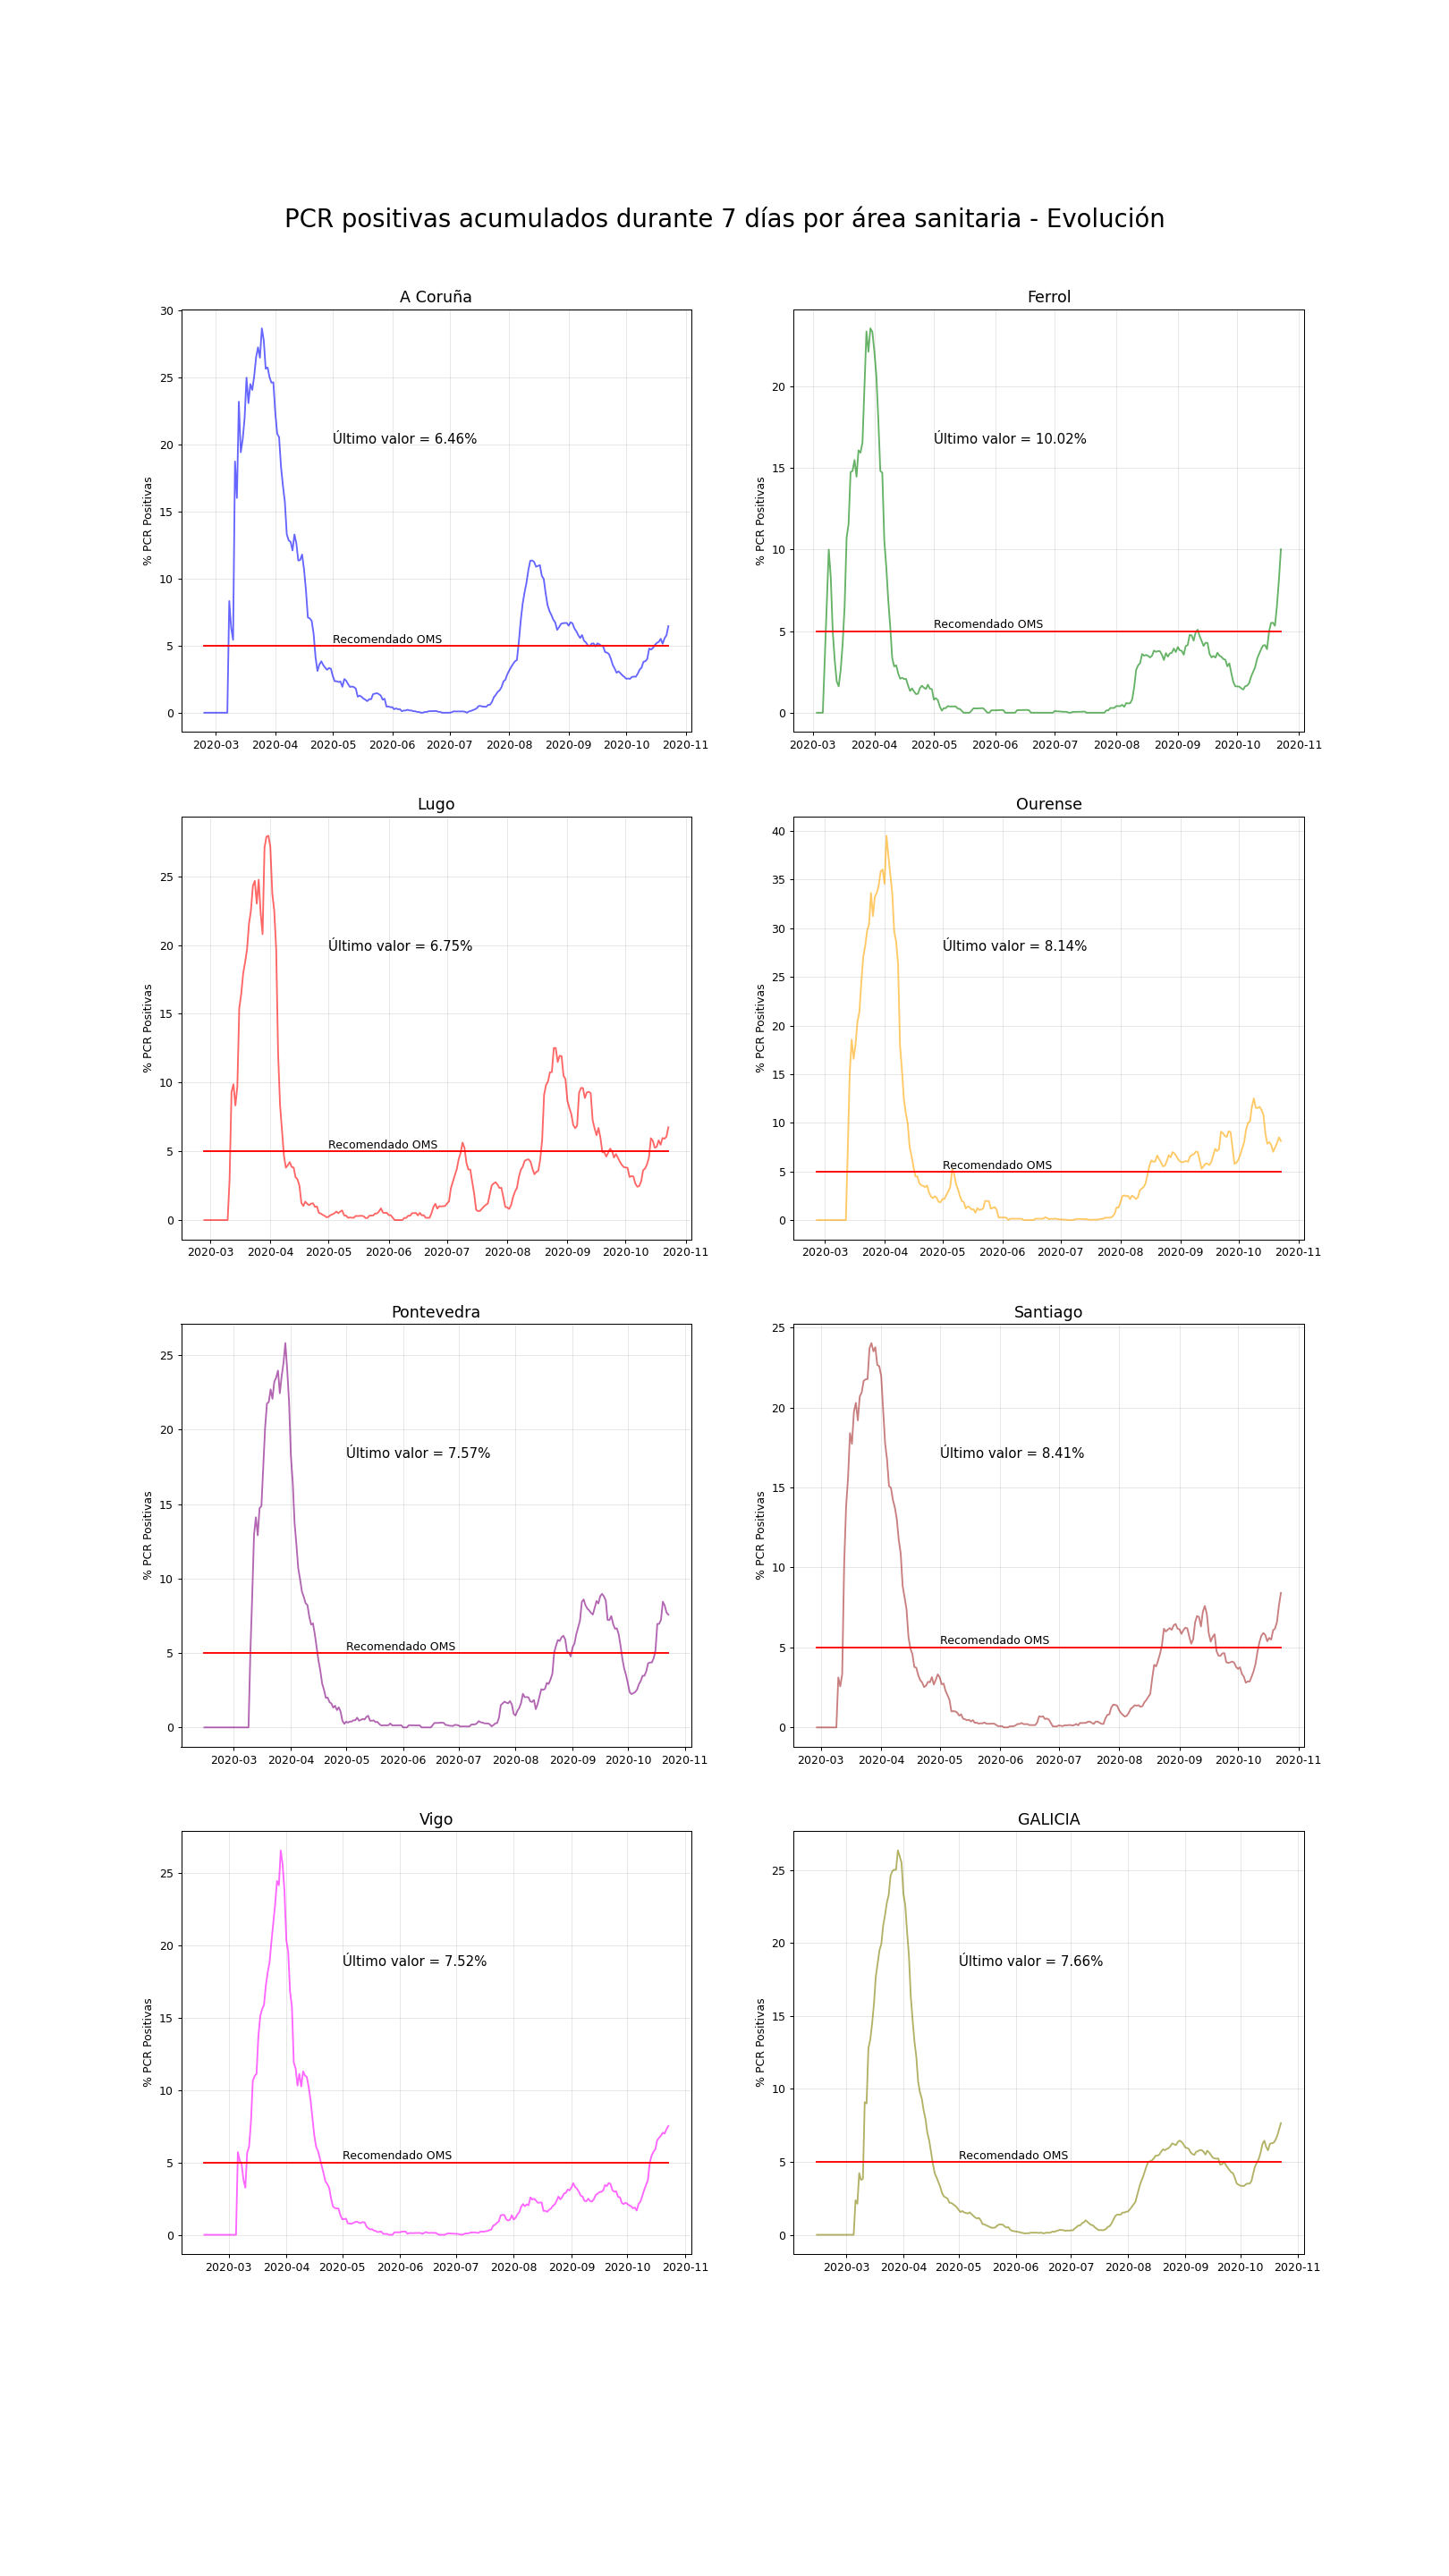 PCR positivas acumulados durante 7 días por área sanitaria - Evolución
A Coruña
% PCR Positivas
30
25
20
15
10
5
0
Último valor = 6.46%
Recomendado OMS
2020-03 2020-04 2020-05 2020-06 2020-07 2020-08 2020-09 2020-10 2020-11
Ferrol
% PCR Positivas
20
15
10
5
0
Último valor = 10.02%
Recomendado OMS
2020-03 2020-04 2020-05 2020-06 2020-07 2020-08 2020-09 2020-10 2020-11
Lugo
% PCR Positivas
25
20
15
10
5
0
Último valor = 6.75%
Recomendado OMS
2020-03 2020-04 2020-05 2020-06 2020-07 2020-08 2020-09 2020-10 2020-11
Ourense
% PCR Positivas
40
35
30
25
20
15
10
5
0
Último valor = 8.14%
Recomendado OMS
2020-03 2020-04 2020-05 2020-06 2020-07 2020-08 2020-09 2020-10 2020-11
Pontevedra
% PCR Positivas
25
20
15
10
5
0
Último valor = 7.57%
Recomendado OMS
2020-03 2020-04 2020-05 2020-06 2020-07 2020-08 2020-09 2020-10 2020-11
Santiago
% PCR Positivas
25
20
15
10
5
0
Último valor = 8.41%
Recomendado OMS
2020-03 2020-04 2020-05 2020-06 2020-07 2020-08 2020-09 2020-10 2020-11
Vigo
% PCR Positivas
25
20
15
10
5
0
Último valor = 7.52%
Recomendado OMS
2020-03 2020-04 2020-05 2020-06 2020-07 2020-08 2020-09 2020-10 2020-11
GALICIA
% PCR Positivas
25
20
15
10
5
0
Último valor = 7.66%
Recomendado OMS
2020-03 2020-04 2020-05 2020-06 2020-07 2020-08 2020-09 2020-10 2020-11